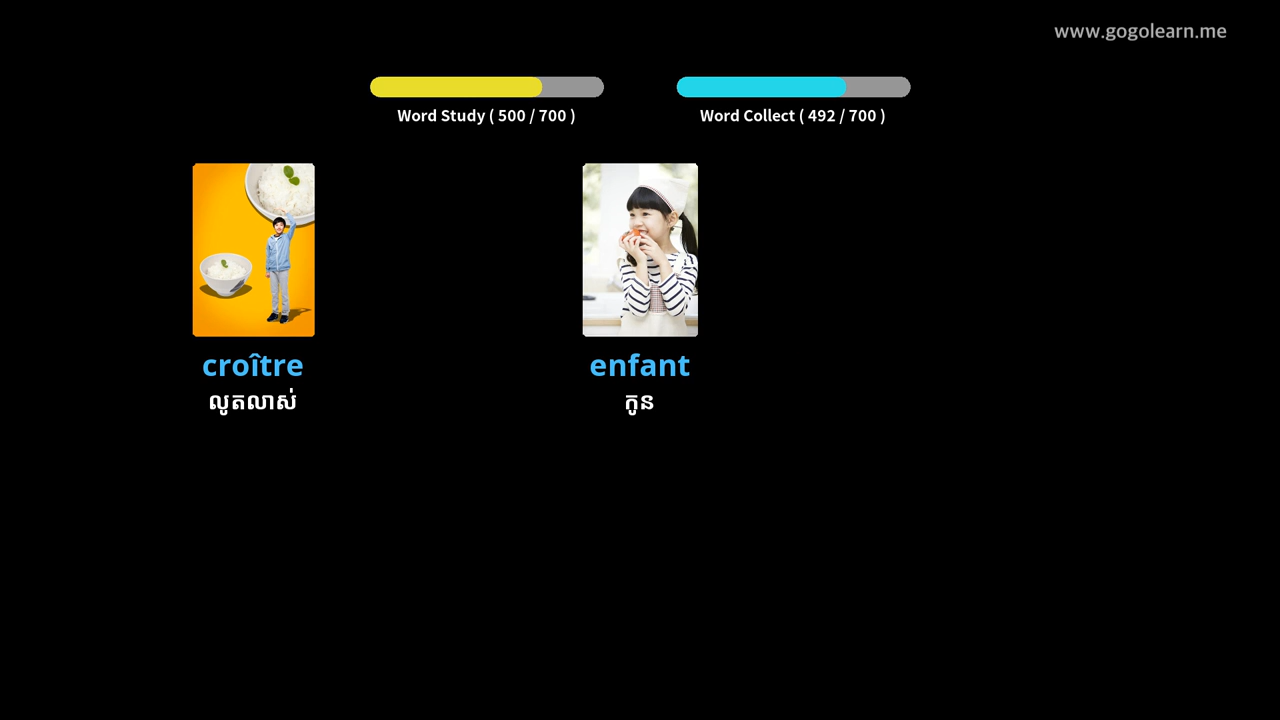 www.gogolearn.me
Word Study ( 500 / 700 )
Word Collect ( 492 / 700 )
croître
លូតលាស់
enfant
កូន